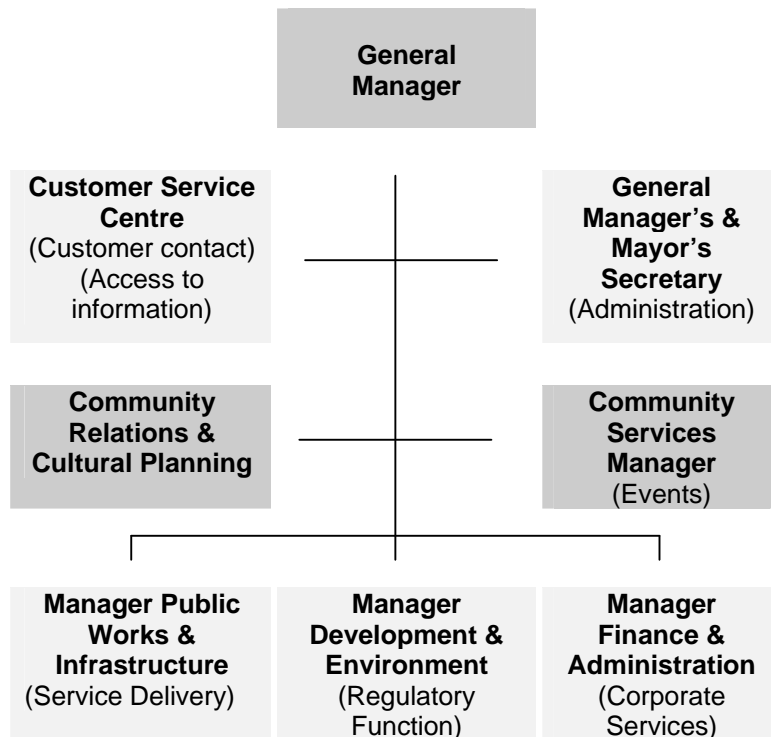 General
Manager
Customer Service
Centre
(Customer contact)
(Access to
information)
General
Manager’s &
Mayor’s
Secretary
(Administration)
Community
Relations &
Cultural Planning
Community
Services
Manager
(Events)
Manager Public
Works &
Infrastructure
(Service Delivery)
Manager
Development &
Environment
(Regulatory
Function)
Manager
Finance &
Administration
(Corporate
Services)